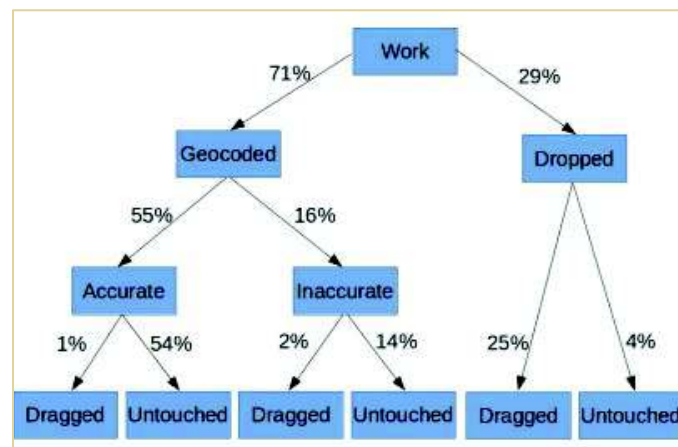 Work
71%
29%
Geocoded
Dropped
55%
16%
Accurate
Inaccurate
1%
54%
2%
14%
25%
4%
Dragged
Untouched
Dragged
Untouched
Dragged
Untouched